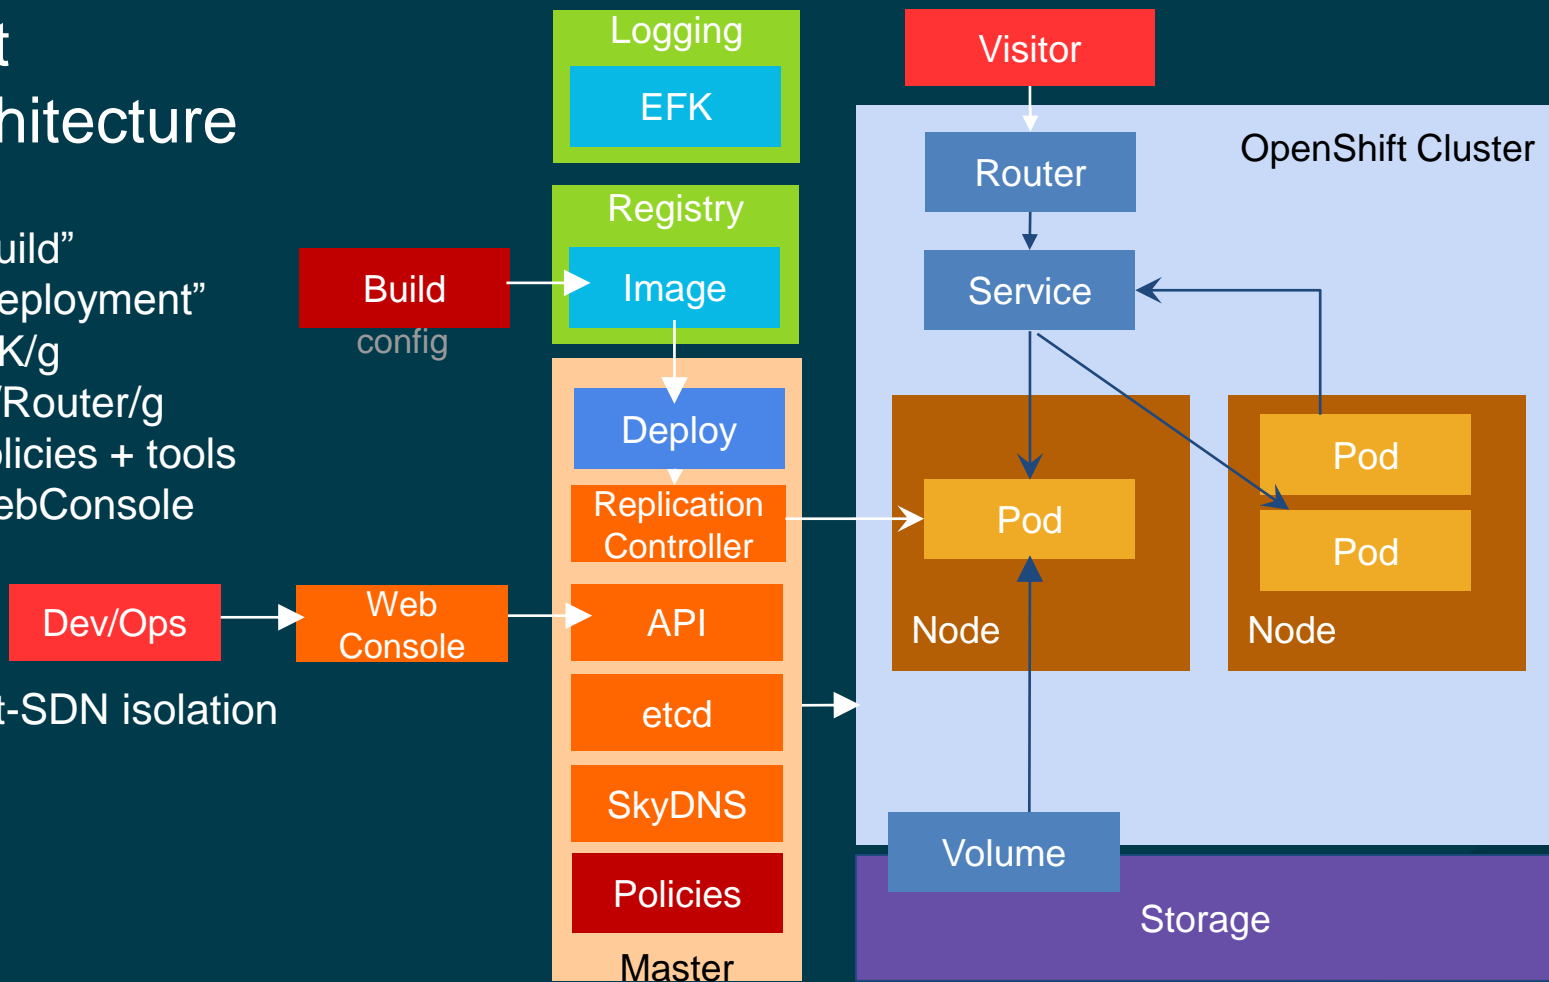 t
hitecture
uild”
eployment”
K/g
/Router/g
olicies + tools
ebConsole
t-SDN isolation
Dev/Ops
Web
Console
Build
config
Logging
EFK
Registry
Image
Deploy
Replication
Controller
API
etcd
SkyDNS
Policies
Master
Visitor
OpenShift Cluster
Router
Service
Pod
Node
Pod
Pod
Node
Volume
Storage